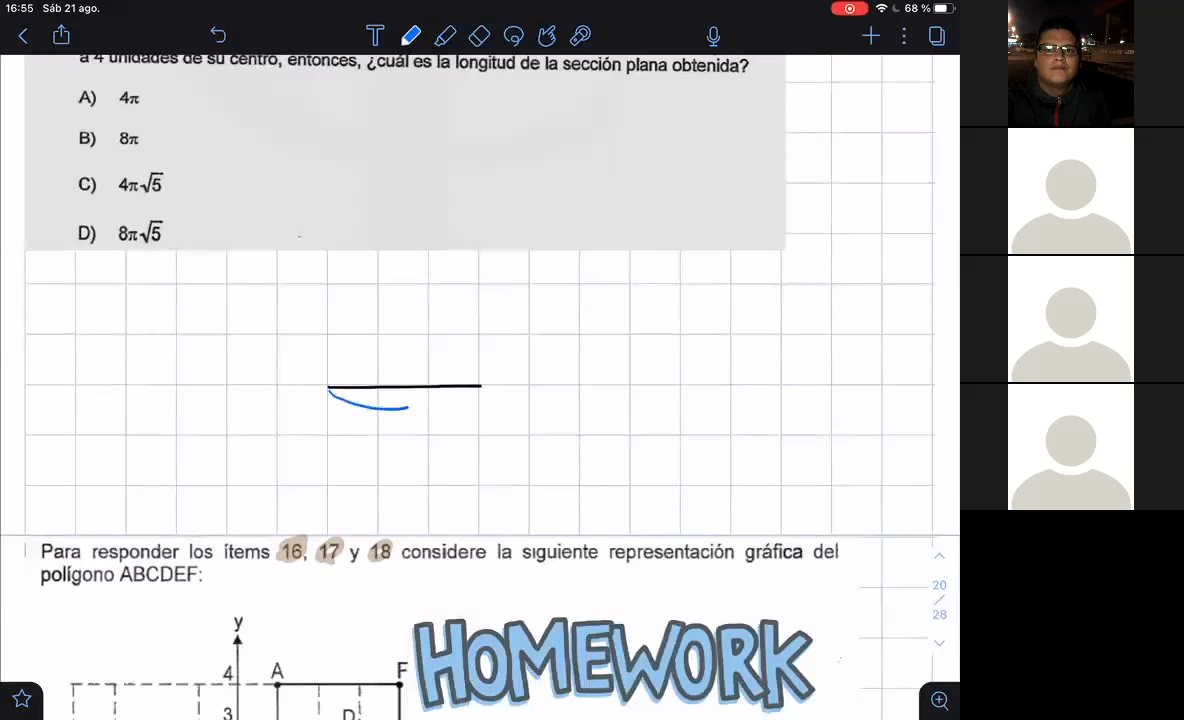 16:55 Sáb 21 ago. 68 %
a 4 unidades de su centro, entonces, ¿cuál es la longitud de la sección plana obtenida?
A) 4π
B) 8π
C) 4π√5
D) 8π√5
Para responder los ítems 16, 17 y 18 considere la siguiente representación gráfica del
polígono ABCDEF:
20
/
28
y
HOMEWORK
4 A F
3 D